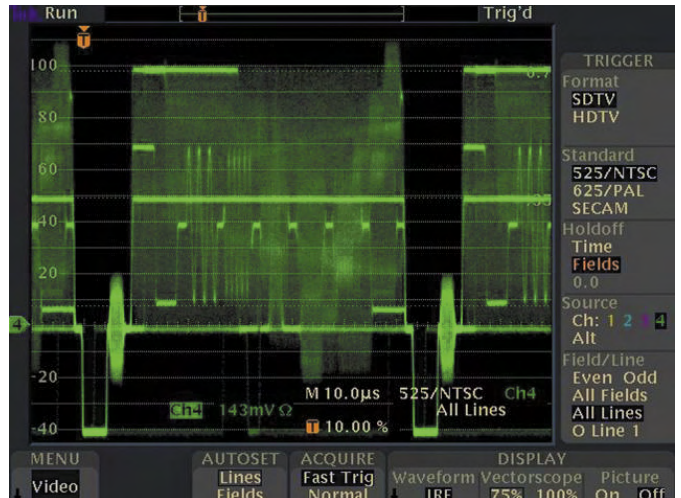 Run Trig'd
T
100
80
60
40
20
-20
-40
4
M 10.0µs 525/NTSC Ch4
Ch4 143mV Ω All Lines
T 10.00 %
TRIGGER
Format
SDTV
HDTV
Standard
525/NTSC
625/PAL
SECAM
Holdoff
Time
Fields
0.0
Source
Ch: 1 2 3 4
Alt
Field/Line
Even Odd
All Fields
All Lines
O Line 1
MENU
Video
AUTOSET
Lines
Fields
ACQUIRE
Fast Trig
Normal
DISPLAY
Waveform Vectorscope Picture
IRE 75% 100% On Off